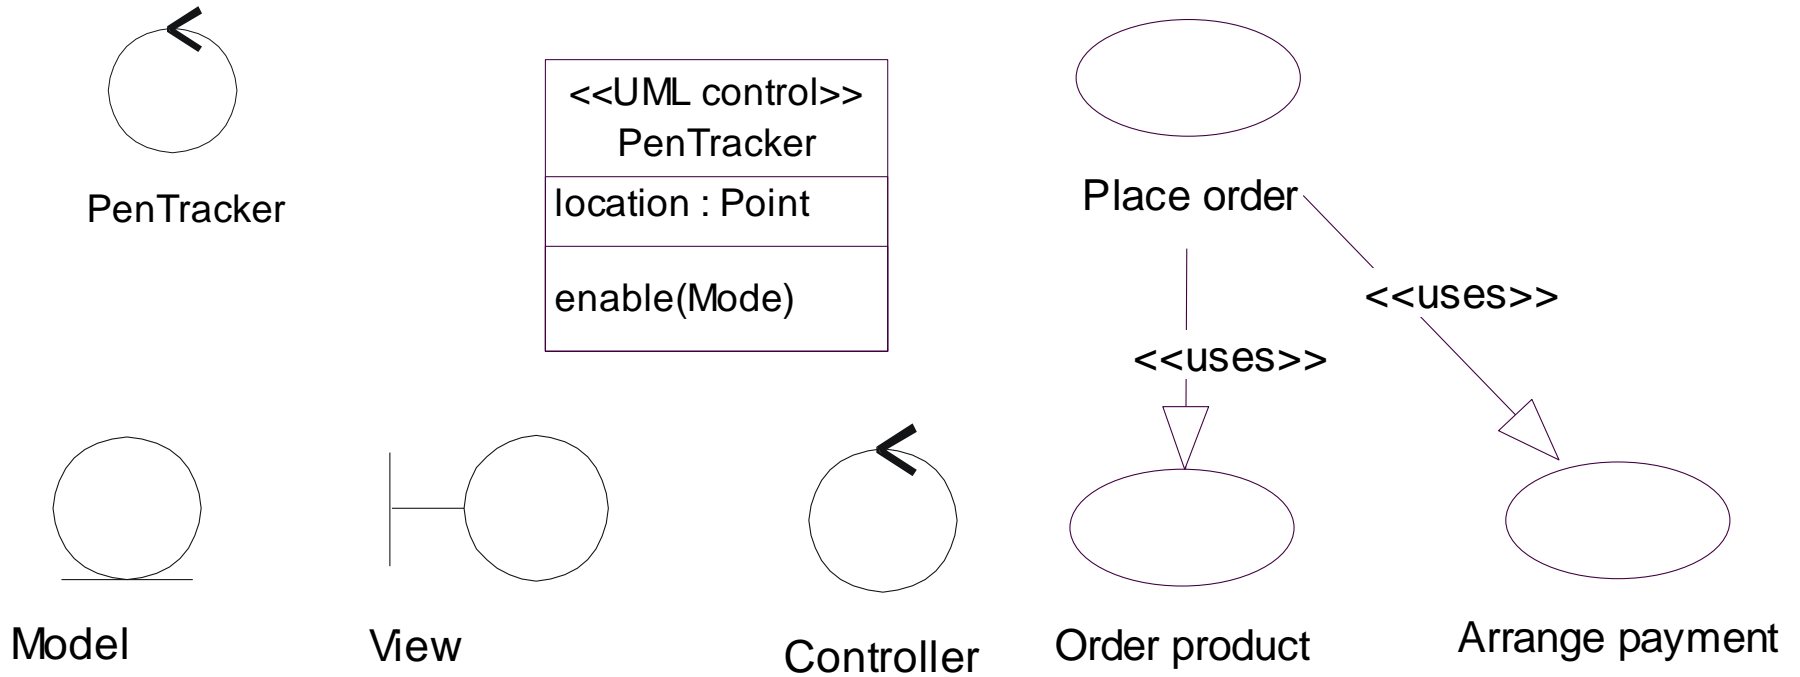 PenTracker
<<UML control>>
PenTracker
location : Point
enable(Mode)
Place order
<<uses>>
<<uses>>
Model
View
Controller
Order product
Arrange payment